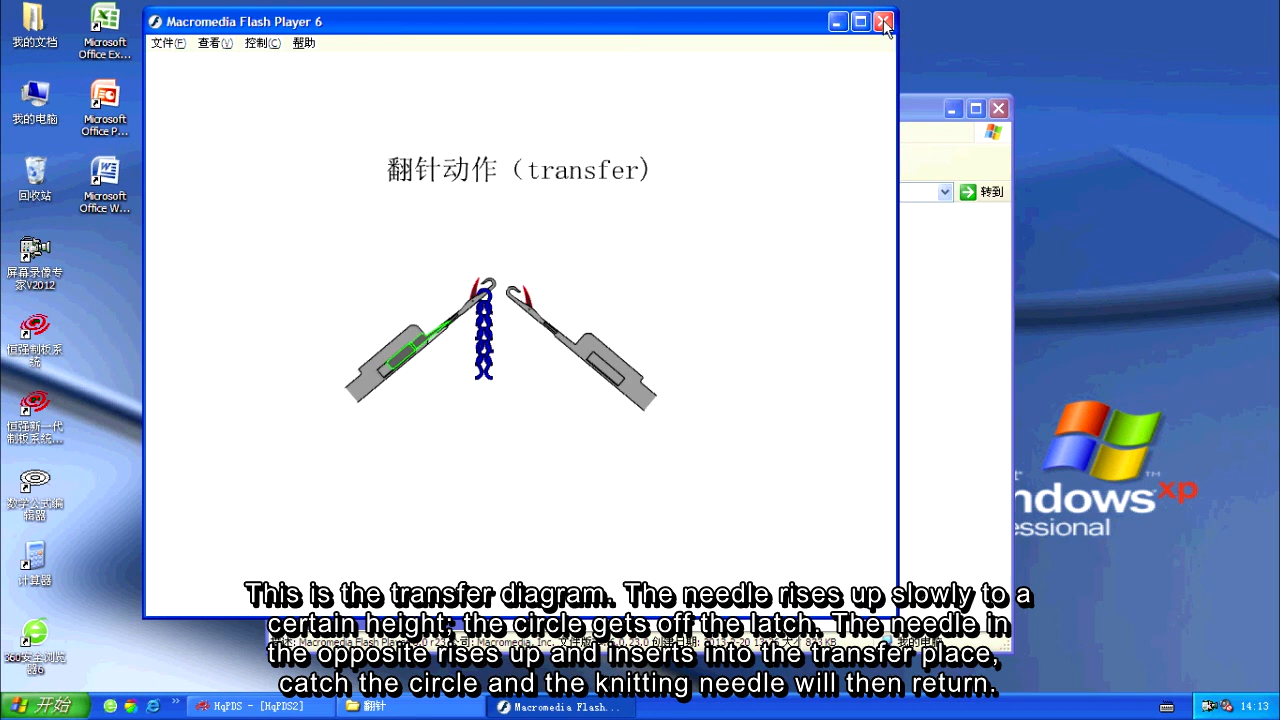 我的文档
Microsoft
Office Ex...
我的电脑
Microsoft
Office P...
回收站
Microsoft
Office W...
屏幕录像专
家V2012
恒强制板系
统
恒强新一代
制板系统...
数学公式编
辑器
计算器
360安全浏览
器6
Macromedia Flash Player 6
文件(F) 查看(V) 控制(C) 帮助
翻针动作（transfer）
转到
ndows xp
essional
This is the transfer diagram. The needle rises up slowly to a
certain height; the circle gets off the latch. The needle in
the opposite rises up and inserts into the transfer place,
catch the circle and the knitting needle will then return.
开始
HqPDS - [HqPDS2]
翻针
Macromedia Flash...
14:13